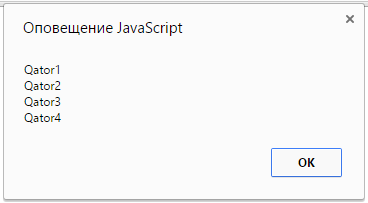 Оповещение JavaScript
Qator1
Qator2
Qator3
Qator4
OK